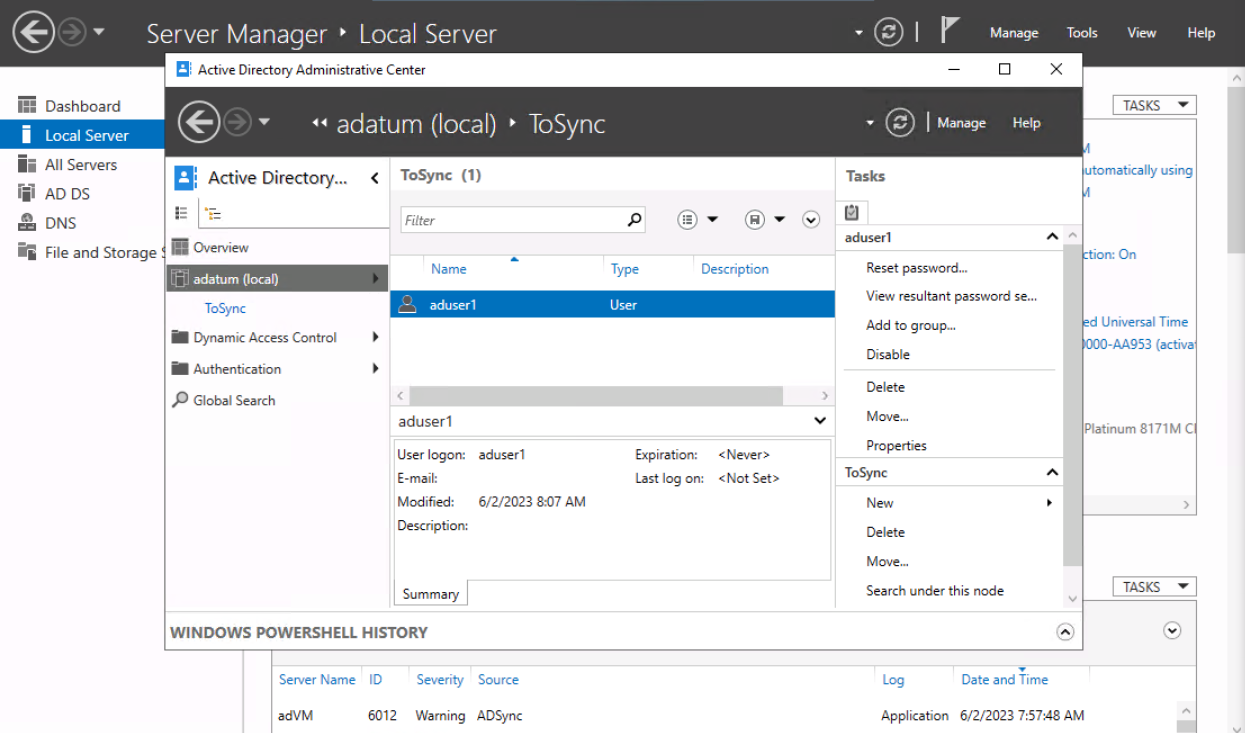 Server Manager ‣ Local Server
Manage Tools View Help
Dashboard
Local Server
All Servers
AD DS
DNS
File and Storage S
Active Directory Administrative Center
adatum (local) ‣ ToSync
Manage Help
Active Directory...
Overview
adatum (local)
ToSync
Dynamic Access Control
Authentication
Global Search
ToSync (1)
Filter
Name Type Description
aduser1 User
aduser1
User logon: aduser1 Expiration: <Never>
E-mail: Last log on: <Not Set>
Modified: 6/2/2023 8:07 AM
Description:
Summary
Tasks
aduser1
Reset password...
View resultant password se...
Add to group...
Disable
Delete
Move...
Properties
ToSync
New
Delete
Move...
Search under this node
WINDOWS POWERSHELL HISTORY
TASKS
M
utomatically using
M
ction: On
ed Universal Time
0000-AA953 (activat
Platinum 8171M Cl
TASKS
Server Name ID Severity Source Log Date and Time
adVM 6012 Warning ADSync Application 6/2/2023 7:57:48 AM